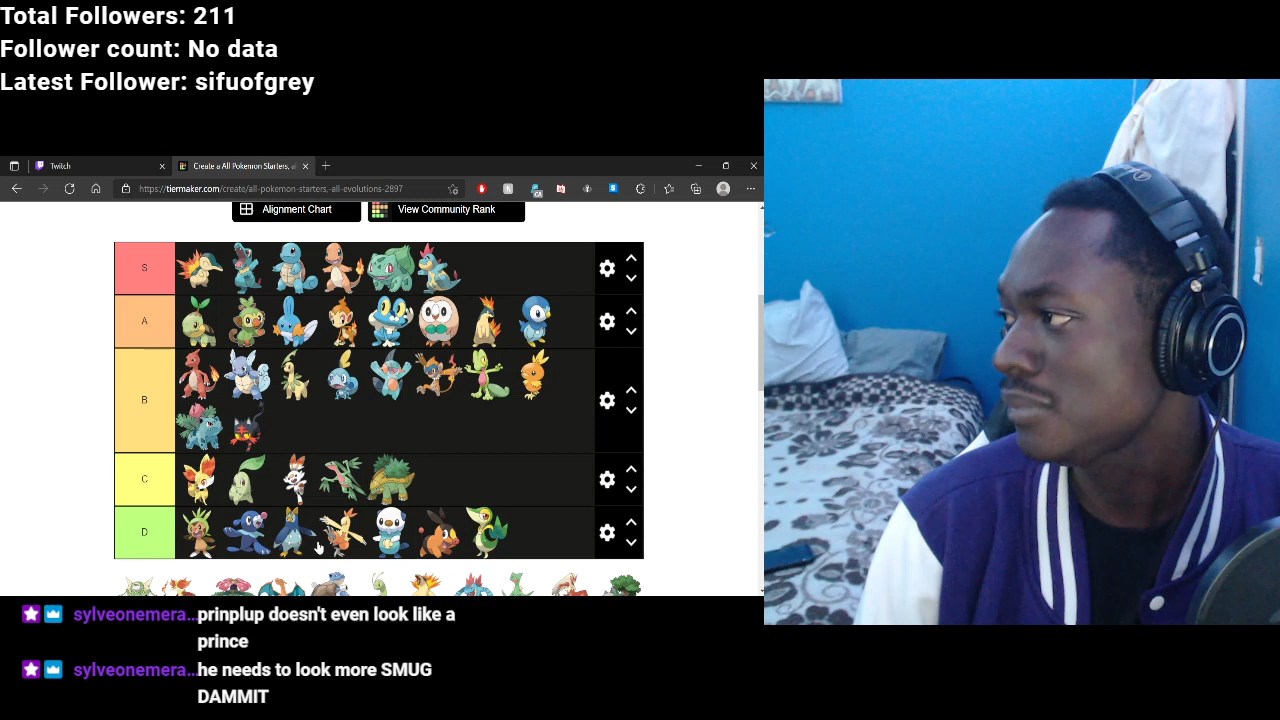 Total Followers: 211
Follower count: No data
Latest Follower: sifuofgrey
Twitch
Create a All Pokemon Starters, al
https://tiermaker.com/create/all-pokemon-starters,-all-evolutions-2897
Alignment Chart
View Community Rank
S
A
B
C
D
sylveonemera... prinplup doesn't even look like a
prince
sylveonemera... he needs to look more SMUG
DAMMIT